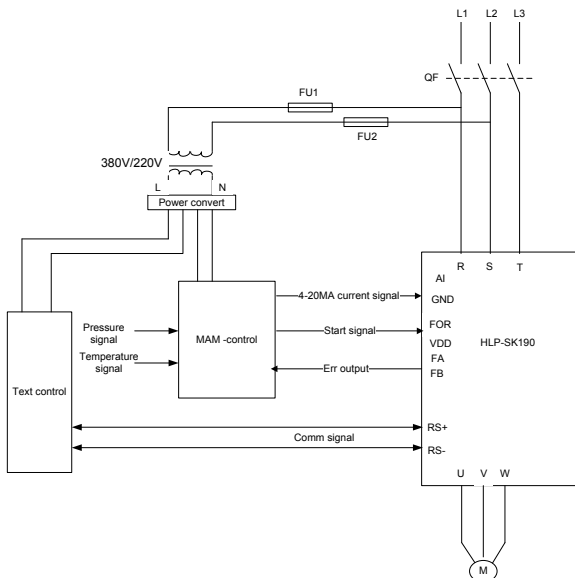 L1 L2 L3
QF
FU1
FU2
380V/220V
L N
Power convert
R S T
AI
GND
4-20MA current signal
FOR
Start signal
HLP-SK190
VDD
FA
FB
Err output
Pressure
signal
Temperature
signal
MAM -control
Text control
RS+
Comm signal
RS-
U V W
M